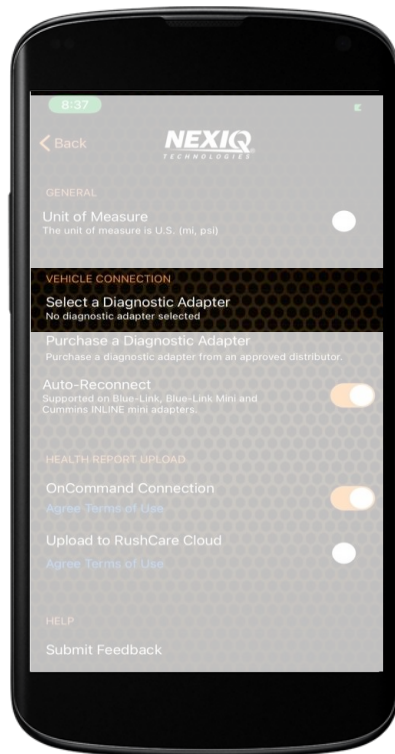 8:37
Back
NEXIQ
TECHNOLOGIES
GENERAL
Unit of Measure
The unit of measure is U.S. (mi, psi)
VEHICLE CONNECTION
Select a Diagnostic Adapter
No diagnostic adapter selected
Purchase a Diagnostic Adapter
Purchase a diagnostic adapter from an approved distributor.
Auto-Reconnect
Supported on Blue-Link, Blue-Link Mini and
Cummins INLINE mini adapters.
HEALTH REPORT UPLOAD
OnCommand Connection
Agree Terms of Use
Upload to RushCare Cloud
Agree Terms of Use
HELP
Submit Feedback